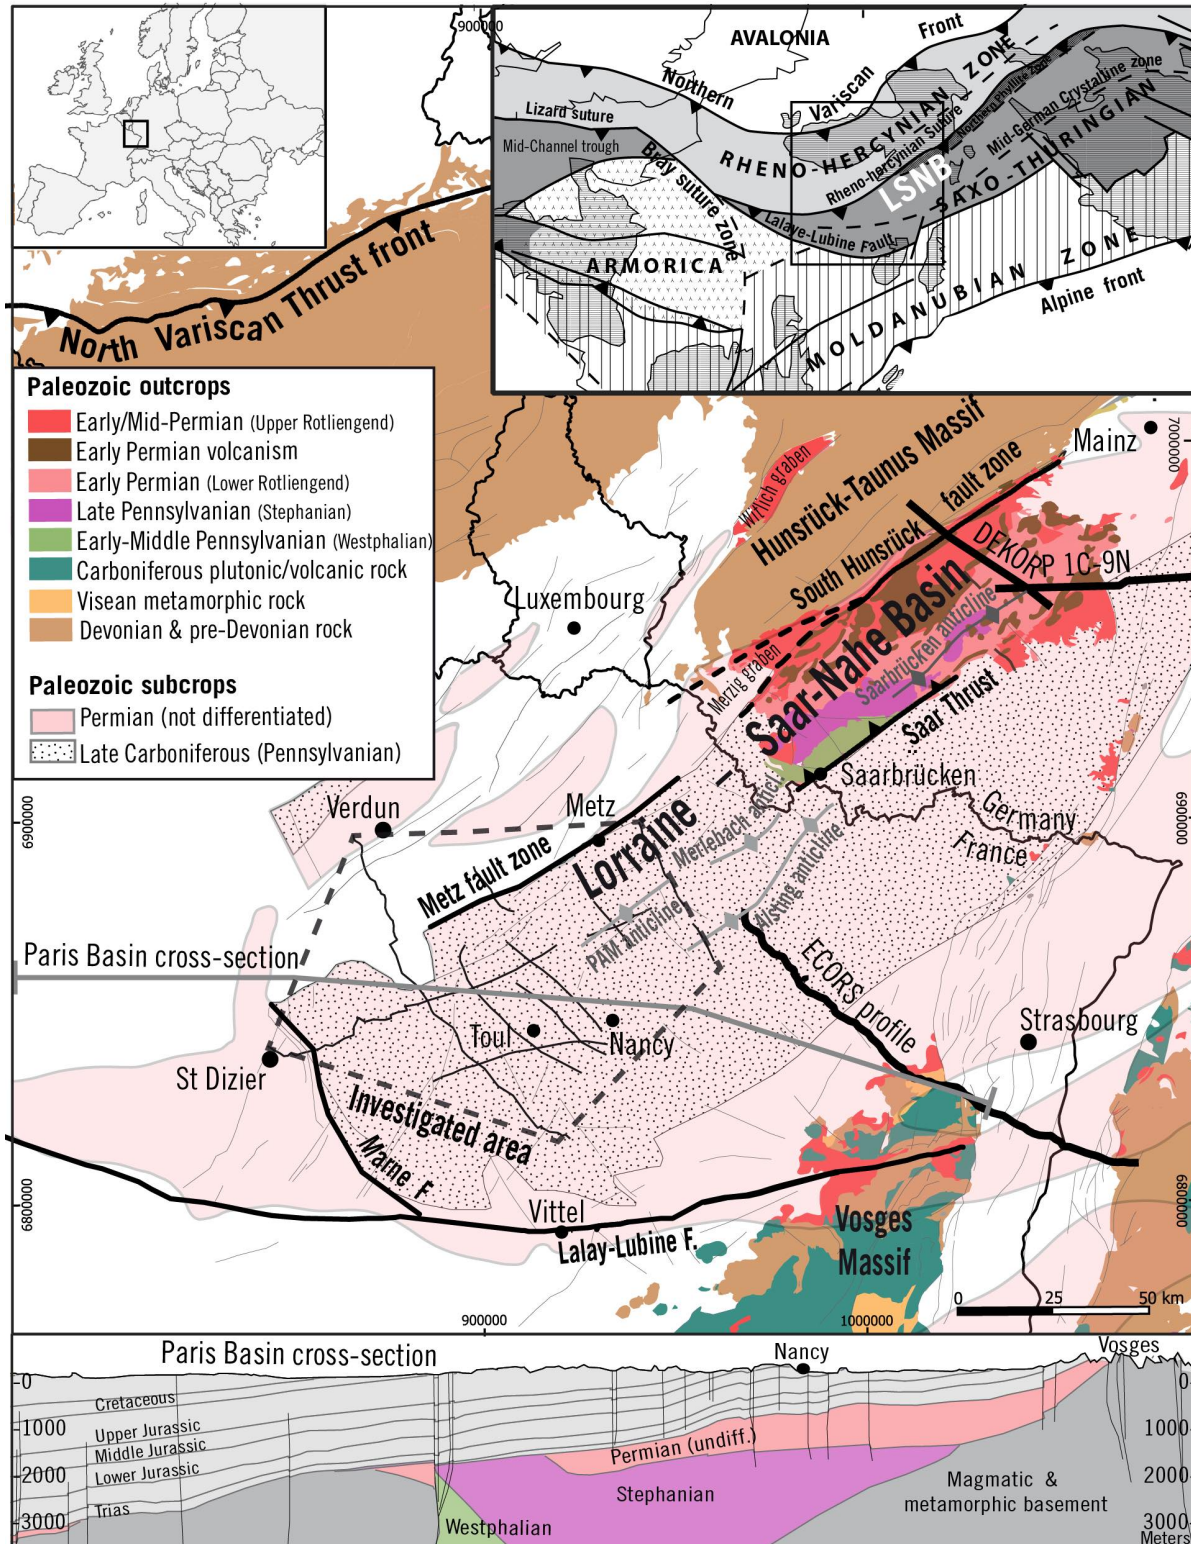 900000
AVALONIA
Front
Northern
Variscan
ZONE
Northern Phyllite Zone
Mid-German Crystalline zone
Lizard suture
Mid-Channel trough
RHENO-HERCYNIAN
Rheno-hercynian Suture
LSNB
SAXO-THURINGIAN
Bray suture zone
Lalaye-Lubine Fault
ARMORICA
MOLDANUBIAN ZONE
Alpine front
North Variscan Thrust front
Paleozoic outcrops
Early/Mid-Permian (Upper Rotliengend)
Early Permian volcanism
Early Permian (Lower Rotliengend)
Late Pennsylvanian (Stephanian)
Early-Middle Pennsylvanian (Westphalian)
Carboniferous plutonic/volcanic rock
Visean metamorphic rock
Devonian & pre-Devonian rock
Paleozoic subcrops
Permian (not differentiated)
Late Carboniferous (Pennsylvanian)
Mainz
7000000
Wirlich graben
Hunsrück-Taunus Massif
South Hunsrück fault zone
DEKORP 1C-9N
Luxembourg
Saar-Nahe Basin
Saarbrücken anticline
Merzig graben
Saar Thrust
Saarbrücken
Verdun
Metz
6900000
6900000
Germany
France
Metz fault zone
Lorraine
Merlebach anticl.
Alsting anticline
PAM anticline
Paris Basin cross-section
ECORS profile
Strasbourg
Toul
Nancy
St Dizier
Investigated area
Marne F
6800000
6800000
Vittel
Lalay-Lubine F.
Vosges
Massif
0 25 50 km
900000
1000000
Paris Basin cross-section
Nancy
Vosges
0
0
Cretaceous
1000
1000
Upper Jurassic
Middle Jurassic
Permian (undiff.)
Lower Jurassic
2000
2000
Stephanian
Magmatic &
metamorphic basement
Trias
3000
3000
Westphalian
Meters